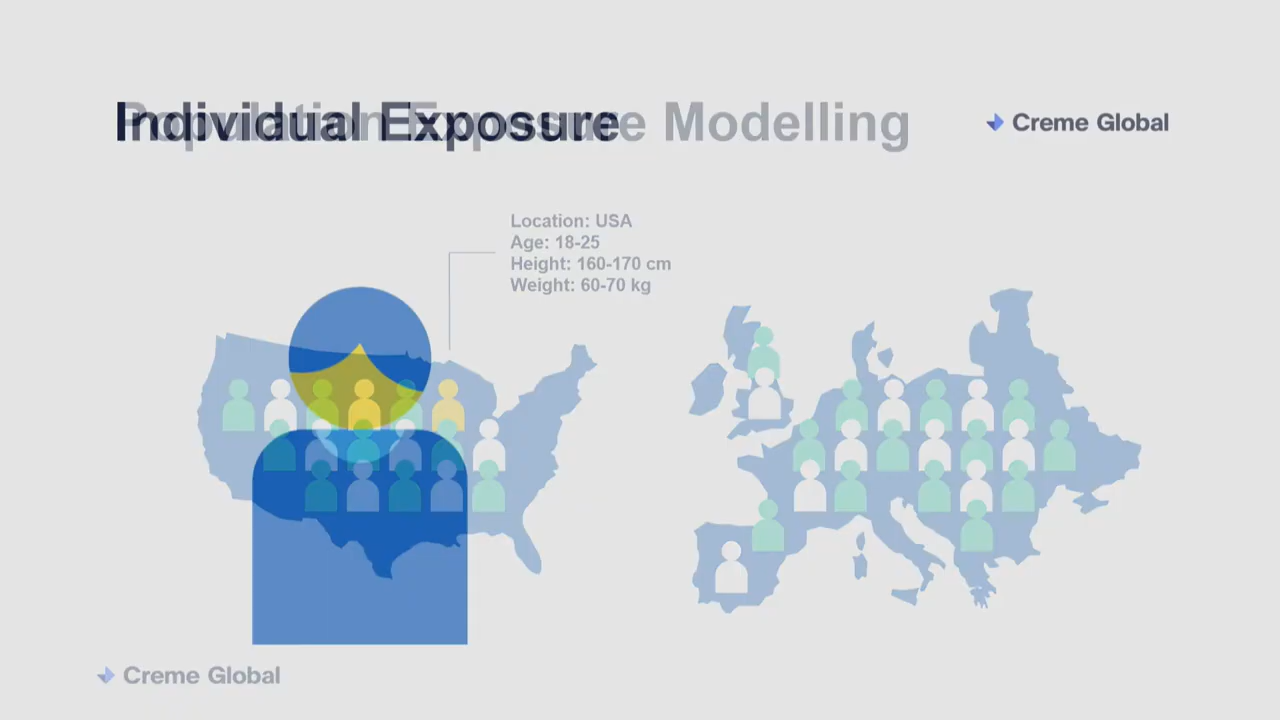 Individual Exposure
Population Exposure Modelling
Creme Global
Location: USA
Age: 18-25
Height: 160-170 cm
Weight: 60-70 kg
Creme Global